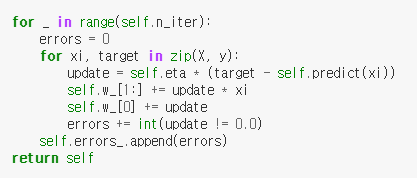 for _ in range(self.n_iter):
    errors = 0
    for xi, target in zip(X, y):
        update = self.eta * (target - self.predict(xi))
        self.w_[1:] += update * xi
        self.w_[0] += update
        errors += int(update != 0.0)
    self.errors_.append(errors)
return self